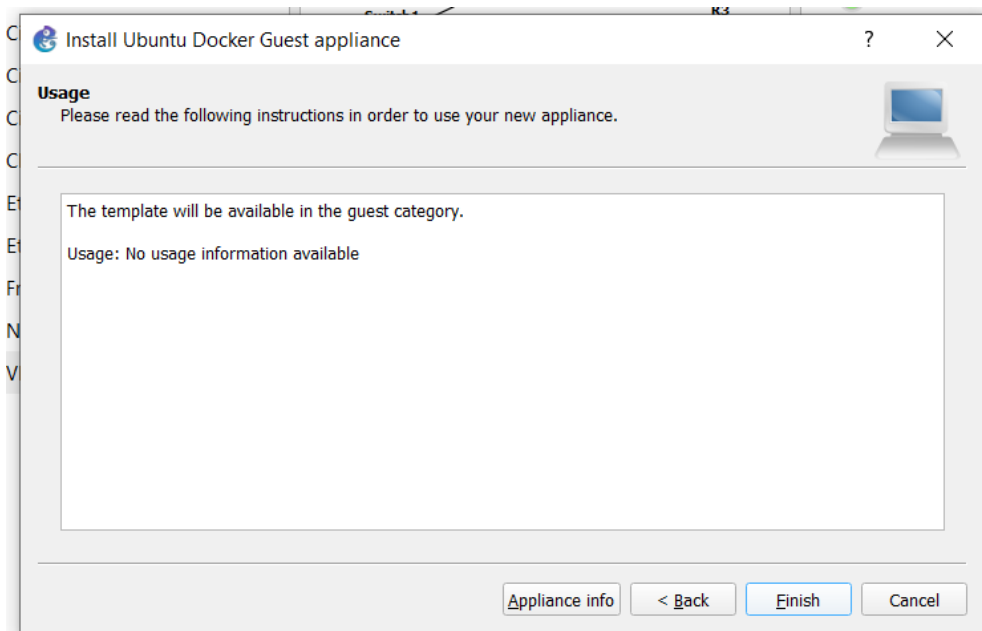 R3
Install Ubuntu Docker Guest appliance
?
Usage
Please read the following instructions in order to use your new appliance.
The template will be available in the guest category.
Usage: No usage information available
Appliance info
< Back
Finish
Cancel